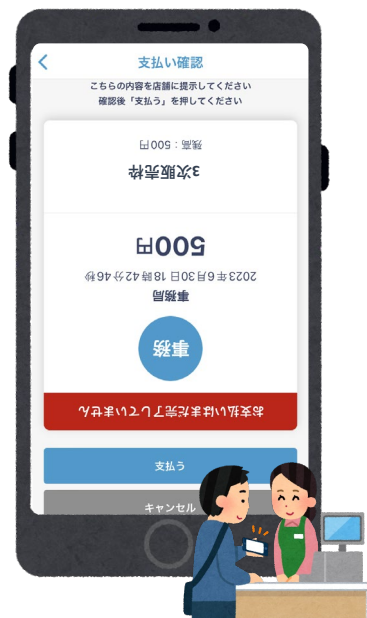 支払い確認
こちらの内容を店舗に提示してください
確認後「支払う」を押してください
お支払いはまだ完了していません
事務
事務局
2023年6月30日 18時42分46秒
500円
3次販売枠
残高：500円
支払う
キャンセル